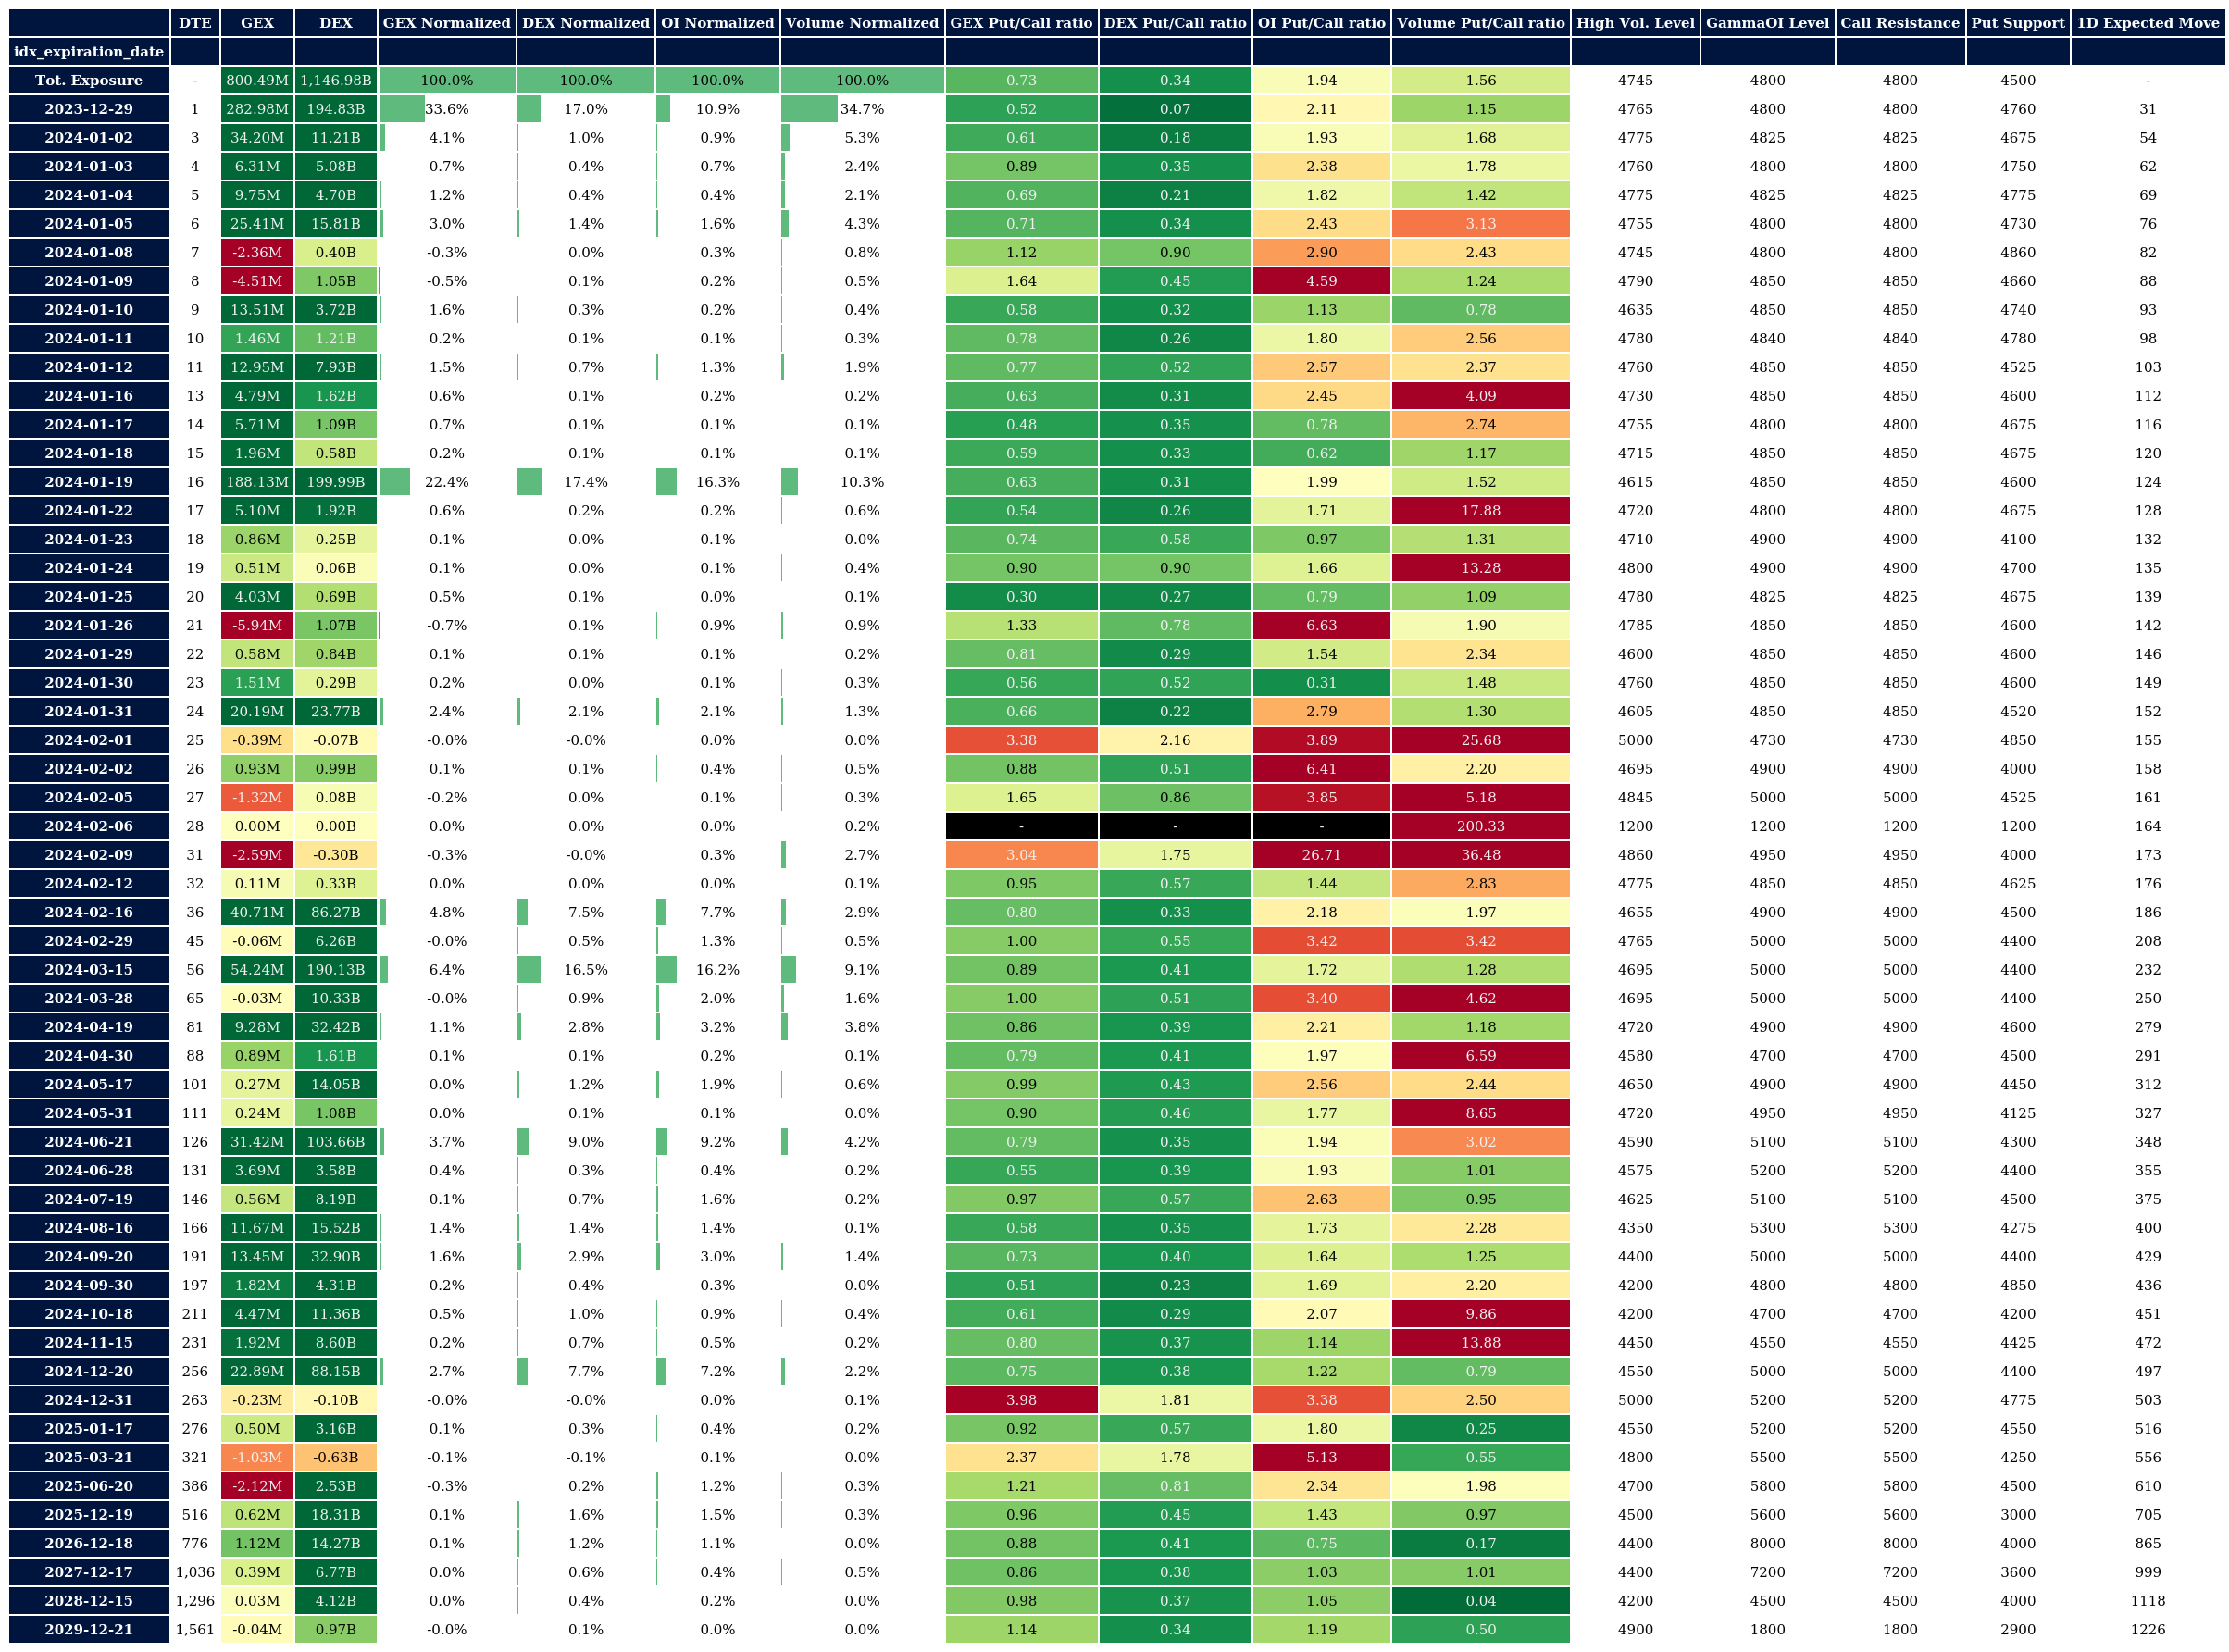 DTE GEX DEX GEX Normalized DEX Normalized OI Normalized Volume Normalized GEX Put/Call ratio DEX Put/Call ratio OI Put/Call ratio Volume Put/Call ratio High Vol. Level GammaOI Level Call Resistance Put Support 1D Expected Move
idx_expiration_date
Tot. Exposure - 800.49M 1,146.98B 100.0% 100.0% 100.0% 100.0% 0.73 0.34 1.94 1.56 4745 4800 4800 4500 -
2023-12-29 1 282.98M 194.83B 33.6% 17.0% 10.9% 34.7% 0.52 0.07 2.11 1.15 4765 4800 4800 4760 31
2024-01-02 3 34.20M 11.21B 4.1% 1.0% 0.9% 5.3% 0.61 0.18 1.93 1.68 4775 4825 4825 4675 54
2024-01-03 4 6.31M 5.08B 0.7% 0.4% 0.7% 2.4% 0.89 0.35 2.38 1.78 4760 4800 4800 4750 62
2024-01-04 5 9.75M 4.70B 1.2% 0.4% 0.4% 2.1% 0.69 0.21 1.82 1.42 4775 4825 4825 4775 69
2024-01-05 6 25.41M 15.81B 3.0% 1.4% 1.6% 4.3% 0.71 0.34 2.43 3.13 4755 4800 4800 4730 76
2024-01-08 7 -2.36M 0.40B -0.3% 0.0% 0.3% 0.8% 1.12 0.90 2.90 2.43 4745 4800 4800 4860 82
2024-01-09 8 -4.51M 1.05B -0.5% 0.1% 0.2% 0.5% 1.64 0.45 4.59 1.24 4790 4850 4850 4660 88
2024-01-10 9 13.51M 3.72B 1.6% 0.3% 0.2% 0.4% 0.58 0.32 1.13 0.78 4635 4850 4850 4740 93
2024-01-11 10 1.46M 1.21B 0.2% 0.1% 0.1% 0.3% 0.78 0.26 1.80 2.56 4780 4840 4840 4780 98
2024-01-12 11 12.95M 7.93B 1.5% 0.7% 1.3% 1.9% 0.77 0.52 2.57 2.37 4760 4850 4850 4525 103
2024-01-16 13 4.79M 1.62B 0.6% 0.1% 0.2% 0.2% 0.63 0.31 2.45 4.09 4730 4850 4850 4600 112
2024-01-17 14 5.71M 1.09B 0.7% 0.1% 0.1% 0.1% 0.48 0.35 0.78 2.74 4755 4800 4800 4675 116
2024-01-18 15 1.96M 0.58B 0.2% 0.1% 0.1% 0.1% 0.59 0.33 0.62 1.17 4715 4850 4850 4675 120
2024-01-19 16 188.13M 199.99B 22.4% 17.4% 16.3% 10.3% 0.63 0.31 1.99 1.52 4615 4850 4850 4600 124
2024-01-22 17 5.10M 1.92B 0.6% 0.2% 0.2% 0.6% 0.54 0.26 1.71 17.88 4720 4800 4800 4675 128
2024-01-23 18 0.86M 0.25B 0.1% 0.0% 0.1% 0.0% 0.74 0.58 0.97 1.31 4710 4900 4900 4100 132
2024-01-24 19 0.51M 0.06B 0.1% 0.0% 0.1% 0.4% 0.90 0.90 1.66 13.28 4800 4900 4900 4700 135
2024-01-25 20 4.03M 0.69B 0.5% 0.1% 0.0% 0.1% 0.30 0.27 0.79 1.09 4780 4825 4825 4675 139
2024-01-26 21 -5.94M 1.07B -0.7% 0.1% 0.9% 0.9% 1.33 0.78 6.63 1.90 4785 4850 4850 4600 142
2024-01-29 22 0.58M 0.84B 0.1% 0.1% 0.1% 0.2% 0.81 0.29 1.54 2.34 4600 4850 4850 4600 146
2024-01-30 23 1.51M 0.29B 0.2% 0.0% 0.1% 0.3% 0.56 0.52 0.31 1.48 4760 4850 4850 4600 149
2024-01-31 24 20.19M 23.77B 2.4% 2.1% 2.1% 1.3% 0.66 0.22 2.79 1.30 4605 4850 4850 4520 152
2024-02-01 25 -0.39M -0.07B -0.0% -0.0% 0.0% 0.0% 3.38 2.16 3.89 25.68 5000 4730 4730 4850 155
2024-02-02 26 0.93M 0.99B 0.1% 0.1% 0.4% 0.5% 0.88 0.51 6.41 2.20 4695 4900 4900 4000 158
2024-02-05 27 -1.32M 0.08B -0.2% 0.0% 0.1% 0.3% 1.65 0.86 3.85 5.18 4845 5000 5000 4525 161
2024-02-06 28 0.00M 0.00B 0.0% 0.0% 0.0% 0.2% - - - 200.33 1200 1200 1200 1200 164
2024-02-09 31 -2.59M -0.30B -0.3% -0.0% 0.3% 2.7% 3.04 1.75 26.71 36.48 4860 4950 4950 4000 173
2024-02-12 32 0.11M 0.33B 0.0% 0.0% 0.0% 0.1% 0.95 0.57 1.44 2.83 4775 4850 4850 4625 176
2024-02-16 36 40.71M 86.27B 4.8% 7.5% 7.7% 2.9% 0.80 0.33 2.18 1.97 4655 4900 4900 4500 186
2024-02-29 45 -0.06M 6.26B -0.0% 0.5% 1.3% 0.5% 1.00 0.55 3.42 3.42 4765 5000 5000 4400 208
2024-03-15 56 54.24M 190.13B 6.4% 16.5% 16.2% 9.1% 0.89 0.41 1.72 1.28 4695 5000 5000 4400 232
2024-03-28 65 -0.03M 10.33B -0.0% 0.9% 2.0% 1.6% 1.00 0.51 3.40 4.62 4695 5000 5000 4400 250
2024-04-19 81 9.28M 32.42B 1.1% 2.8% 3.2% 3.8% 0.86 0.39 2.21 1.18 4720 4900 4900 4600 279
2024-04-30 88 0.89M 1.61B 0.1% 0.1% 0.2% 0.1% 0.79 0.41 1.97 6.59 4580 4700 4700 4500 291
2024-05-17 101 0.27M 14.05B 0.0% 1.2% 1.9% 0.6% 0.99 0.43 2.56 2.44 4650 4900 4900 4450 312
2024-05-31 111 0.24M 1.08B 0.0% 0.1% 0.1% 0.0% 0.90 0.46 1.77 8.65 4720 4950 4950 4125 327
2024-06-21 126 31.42M 103.66B 3.7% 9.0% 9.2% 4.2% 0.79 0.35 1.94 3.02 4590 5100 5100 4300 348
2024-06-28 131 3.69M 3.58B 0.4% 0.3% 0.4% 0.2% 0.55 0.39 1.93 1.01 4575 5200 5200 4400 355
2024-07-19 146 0.56M 8.19B 0.1% 0.7% 1.6% 0.2% 0.97 0.57 2.63 0.95 4625 5100 5100 4500 375
2024-08-16 166 11.67M 15.52B 1.4% 1.4% 1.4% 0.1% 0.58 0.35 1.73 2.28 4350 5300 5300 4275 400
2024-09-20 191 13.45M 32.90B 1.6% 2.9% 3.0% 1.4% 0.73 0.40 1.64 1.25 4400 5000 5000 4400 429
2024-09-30 197 1.82M 4.31B 0.2% 0.4% 0.3% 0.0% 0.51 0.23 1.69 2.20 4200 4800 4800 4850 436
2024-10-18 211 4.47M 11.36B 0.5% 1.0% 0.9% 0.4% 0.61 0.29 2.07 9.86 4200 4700 4700 4200 451
2024-11-15 231 1.92M 8.60B 0.2% 0.7% 0.5% 0.2% 0.80 0.37 1.14 13.88 4450 4550 4550 4425 472
2024-12-20 256 22.89M 88.15B 2.7% 7.7% 7.2% 2.2% 0.75 0.38 1.22 0.79 4550 5000 5000 4400 497
2024-12-31 263 -0.23M -0.10B -0.0% -0.0% 0.0% 0.1% 3.98 1.81 3.38 2.50 5000 5200 5200 4775 503
2025-01-17 276 0.50M 3.16B 0.1% 0.3% 0.4% 0.2% 0.92 0.57 1.80 0.25 4550 5200 5200 4550 516
2025-03-21 321 -1.03M -0.63B -0.1% -0.1% 0.1% 0.0% 2.37 1.78 5.13 0.55 4800 5500 5500 4250 556
2025-06-20 386 -2.12M 2.53B -0.3% 0.2% 1.2% 0.3% 1.21 0.81 2.34 1.98 4700 5800 5800 4500 610
2025-12-19 516 0.62M 18.31B 0.1% 1.6% 1.5% 0.3% 0.96 0.45 1.43 0.97 4500 5600 5600 3000 705
2026-12-18 776 1.12M 14.27B 0.1% 1.2% 1.1% 0.0% 0.88 0.41 0.75 0.17 4400 8000 8000 4000 865
2027-12-17 1,036 0.39M 6.77B 0.0% 0.6% 0.4% 0.5% 0.86 0.38 1.03 1.01 4400 7200 7200 3600 999
2028-12-15 1,296 0.03M 4.12B 0.0% 0.4% 0.2% 0.0% 0.98 0.37 1.05 0.04 4200 4500 4500 4000 1118
2029-12-21 1,561 -0.04M 0.97B -0.0% 0.1% 0.0% 0.0% 1.14 0.34 1.19 0.50 4900 1800 1800 2900 1226